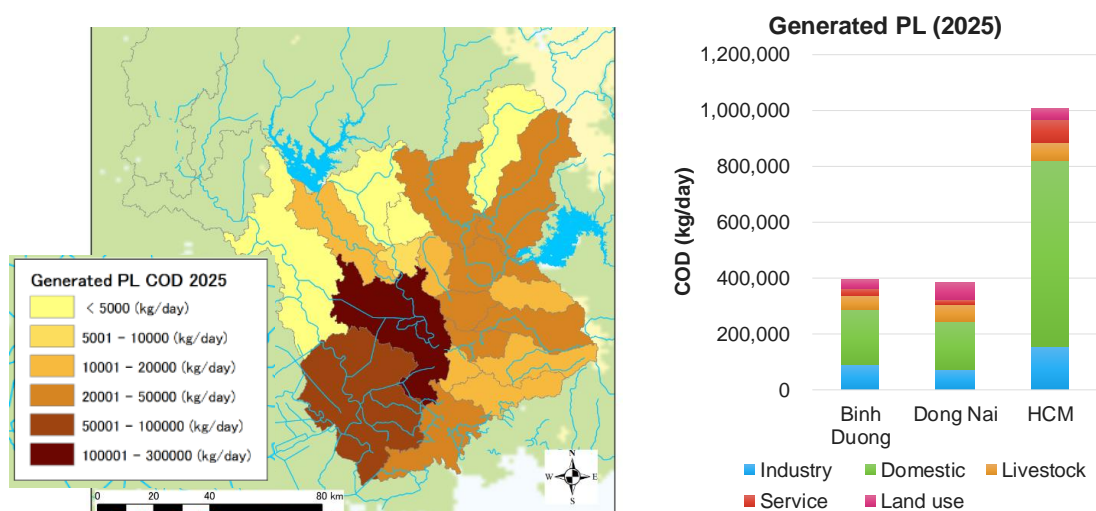 Generated PL COD 2025
< 5000 (kg/day)
5001 - 10000 (kg/day)
10001 - 20000 (kg/day)
20001 - 50000 (kg/day)
50001 - 100000 (kg/day)
100001 - 300000 (kg/day)
0 20 40 80 km
N
W E
S
Generated PL (2025)
COD (kg/day)
1,200,000
1,000,000
800,000
600,000
400,000
200,000
0
Binh Duong
Dong Nai
HCM
Industry
Domestic
Livestock
Service
Land use